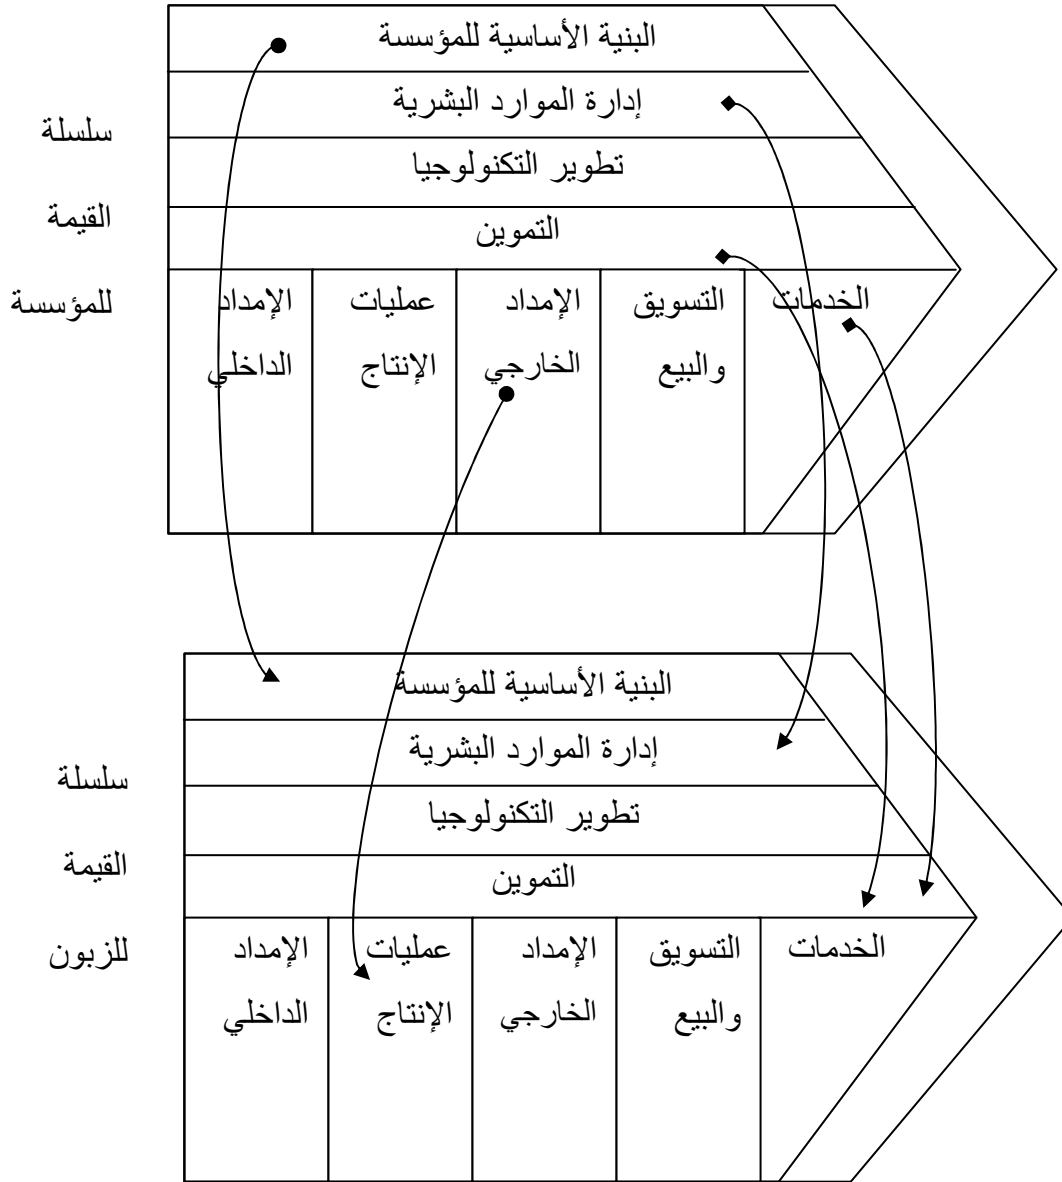 البنية الأساسية للمؤسسة
إدارة الموارد البشرية
تطوير التكنولوجيا
التموين
سلسلة
القيمة
للمؤسسة
الإمداد
الداخلي
عمليات
الإنتاج
الإمداد
الخارجي
التسويق
والبيع
الخدمات
البنية الأساسية للمؤسسة
إدارة الموارد البشرية
تطوير التكنولوجيا
التموين
سلسلة
القيمة
للزبون
الإمداد
الداخلي
عمليات
الإنتاج
الإمداد
الخارجي
التسويق
والبيع
الخدمات